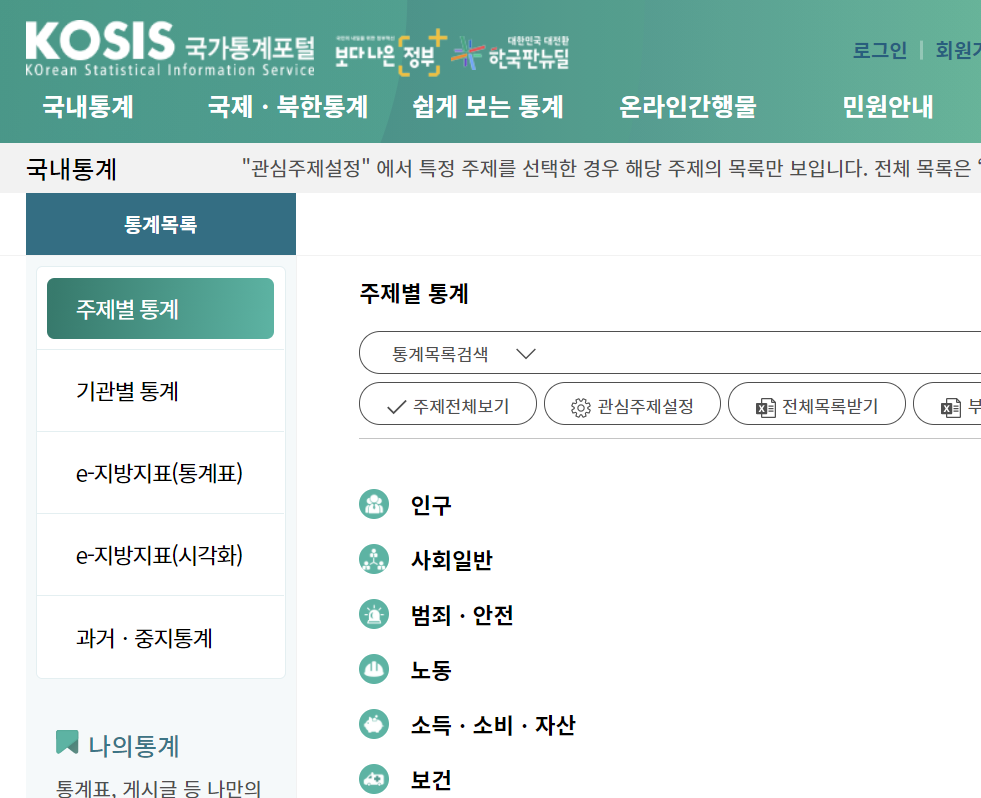 KOSIS 국가통계포털
KOrean Statistical Information Service
국민의 나라 정부혁신
보다나은 정부
대한민국 대전환
한국판뉴딜
로그인 | 회원
국내통계 국제 · 북한통계 쉽게 보는 통계 온라인간행물 민원안내
국내통계 "관심주제설정" 에서 특정 주제를 선택한 경우 해당 주제의 목록만 보입니다. 전체 목록은 "
통계목록
주제별 통계
기관별 통계
e-지방지표(통계표)
e-지방지표(시각화)
과거 · 중지통계
나의통계
통계표, 게시글 등 나만의
주제별 통계
통계목록검색
주제전체보기 관심주제설정 전체목록받기 부
인구
사회일반
범죄 · 안전
노동
소득 · 소비 · 자산
보건